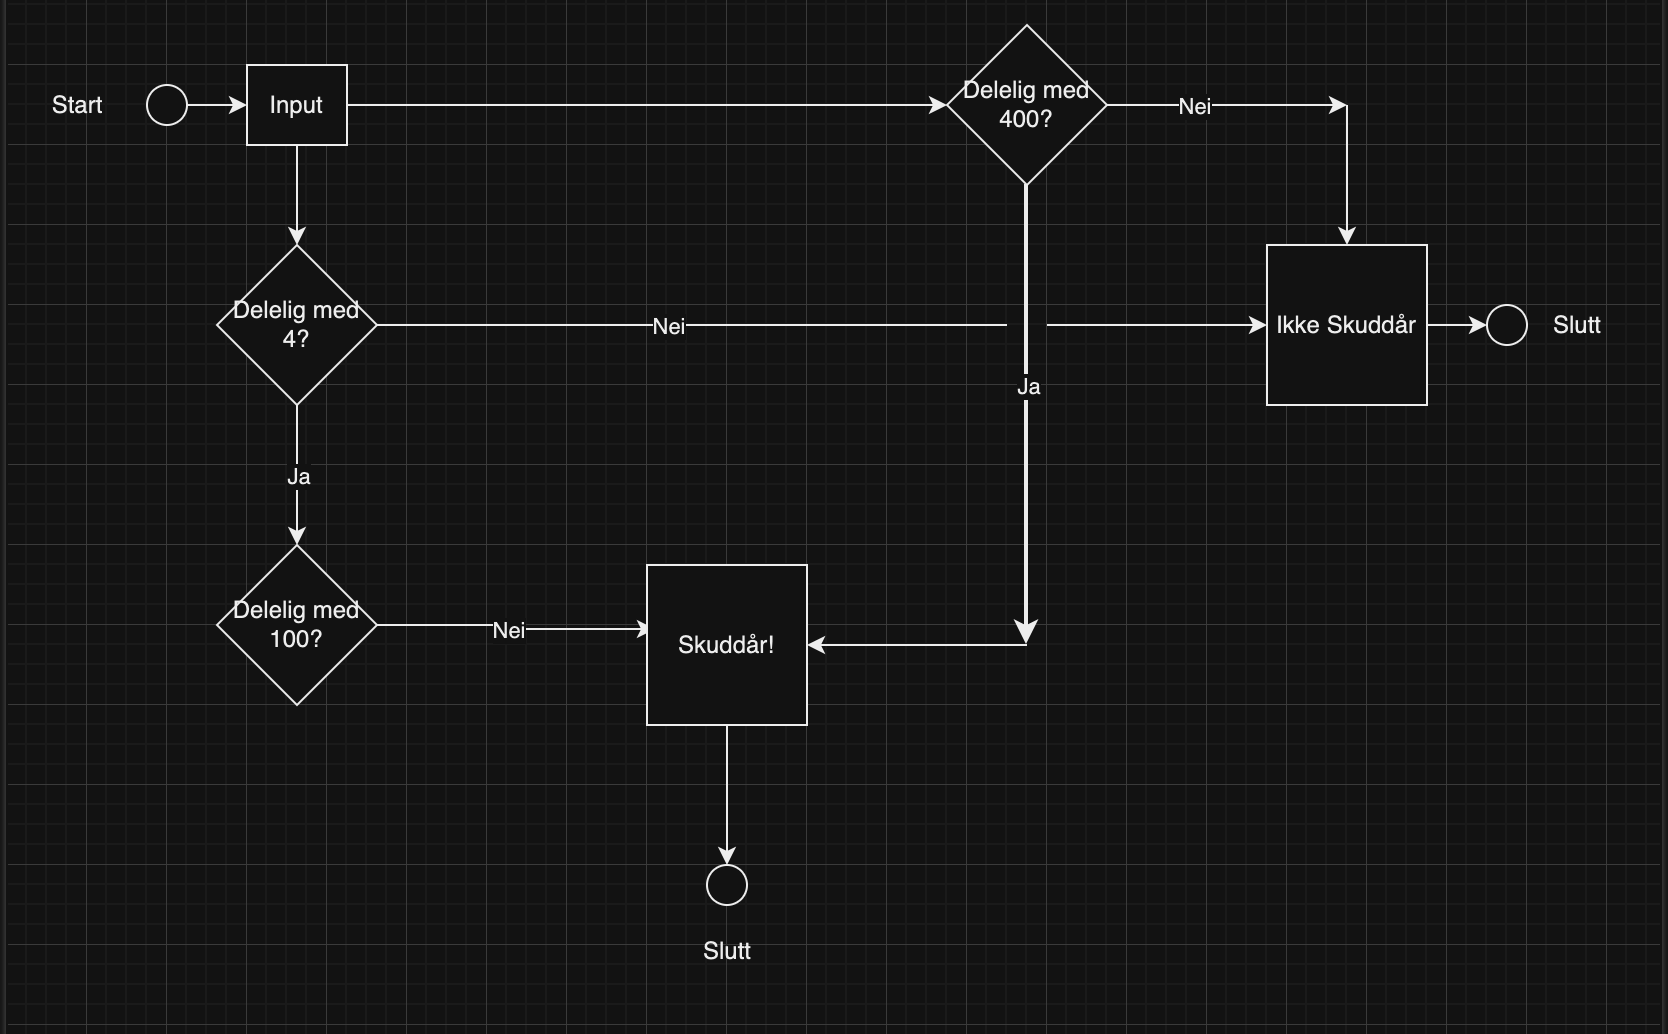 Start
Input
Delelig med
400?
Nei
Delelig med
4?
Nei
Ikke Skuddår
Slutt
Ja
Ja
Delelig med
100?
Nei
Skuddår!
Slutt